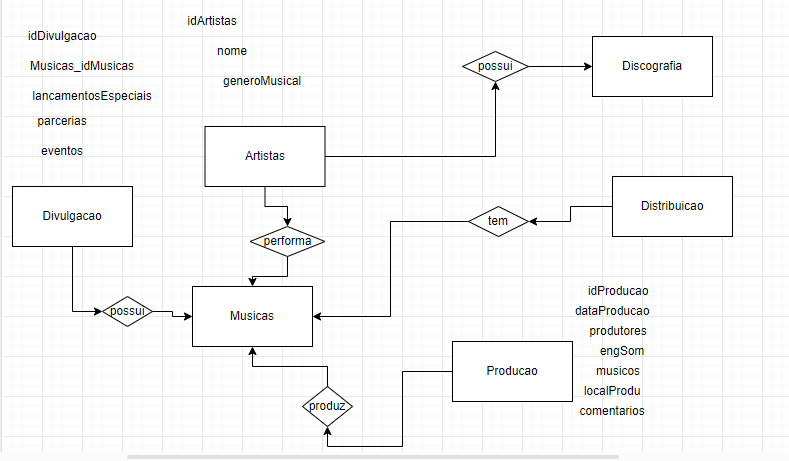 idArtistas
idDivulgacao
nome
Musicas_idMusicas
possui
Discografia
generoMusical
lancamentosEspeciais
parcerias
eventos
Artistas
Divulgacao
Distribuicao
tem
performa
possui
Musicas
idProducao
dataProducao
produtores
engSom
Producao
musicos
localProdu
produz
comentarios